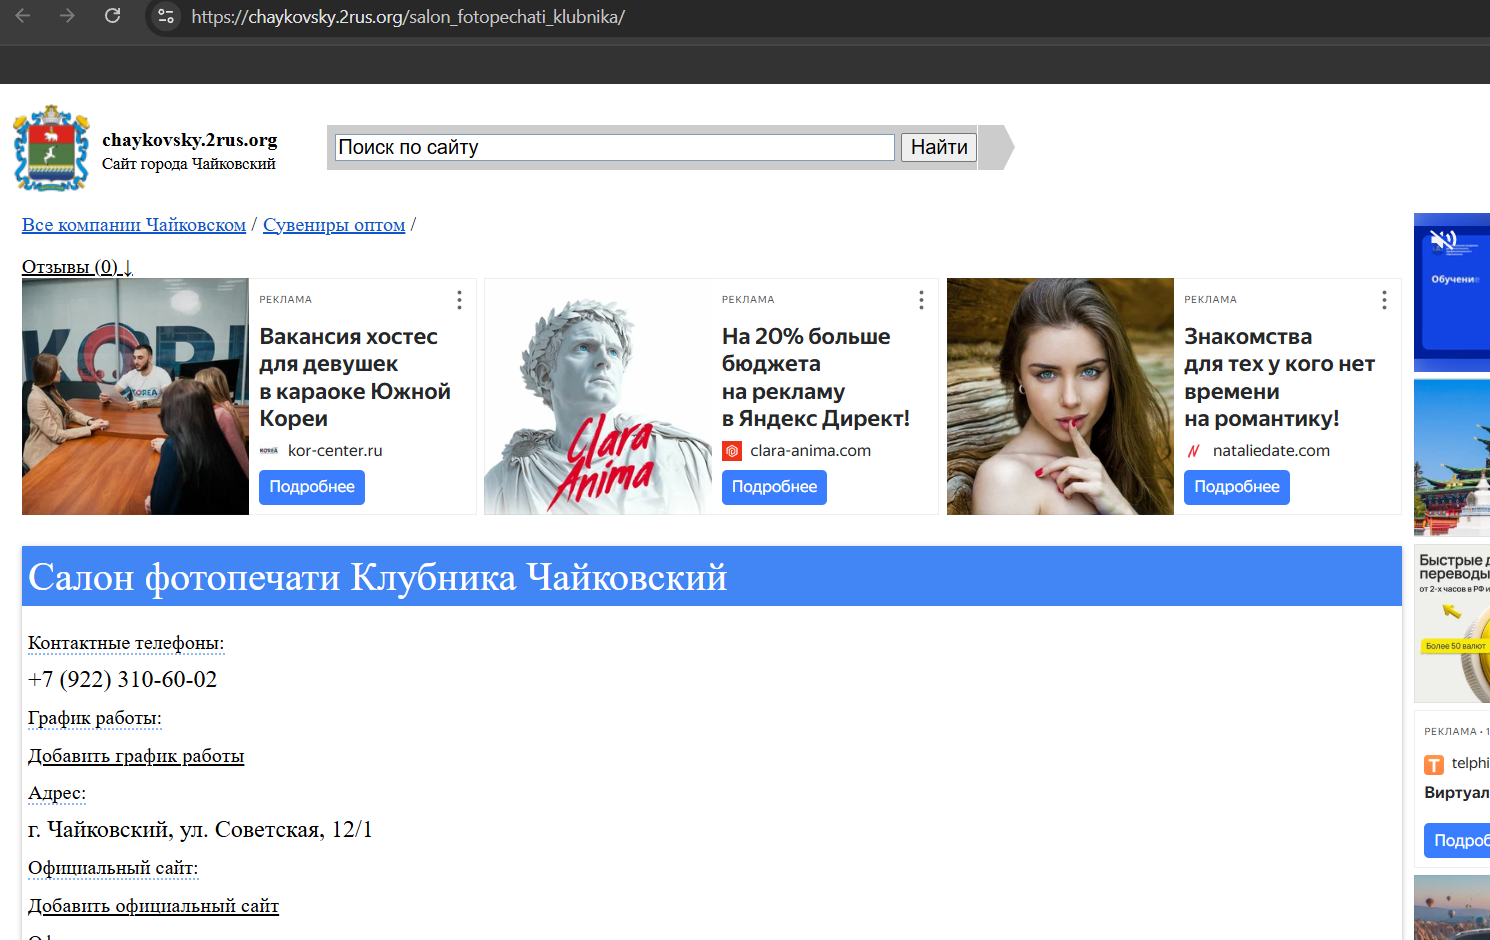 https://chaykovsky.2rus.org/salon_fotopechati_klubnika/
chaykovsky.2rus.org
Сайт города Чайковский
Поиск по сайту
Найти
Все компании Чайковском / Сувениры оптом /
Отзывы (0) ↓
KOREA
РЕКЛАМА
Вакансия хостес
для девушек
в караоке Южной
Кореи
kor-center.ru
Подробнее
Clara
Anima
РЕКЛАМА
На 20% больше
бюджета
на рекламу
в Яндекс Директ!
clara-anima.com
Подробнее
РЕКЛАМА
Знакомства
для тех у кого нет
времени
на романтику!
nataliedate.com
Подробнее
Обучение
Быстрые
переводы
от 2-х часов в РФ и
Более 50 валют
РЕКЛАМА • 1
telphi
Виртуал
Подроб
Салон фотопечати Клубника Чайковский
Контактные телефоны:
+7 (922) 310-60-02
График работы:
Добавить график работы
Адрес:
г. Чайковский, ул. Советская, 12/1
Официальный сайт:
Добавить официальный сайт